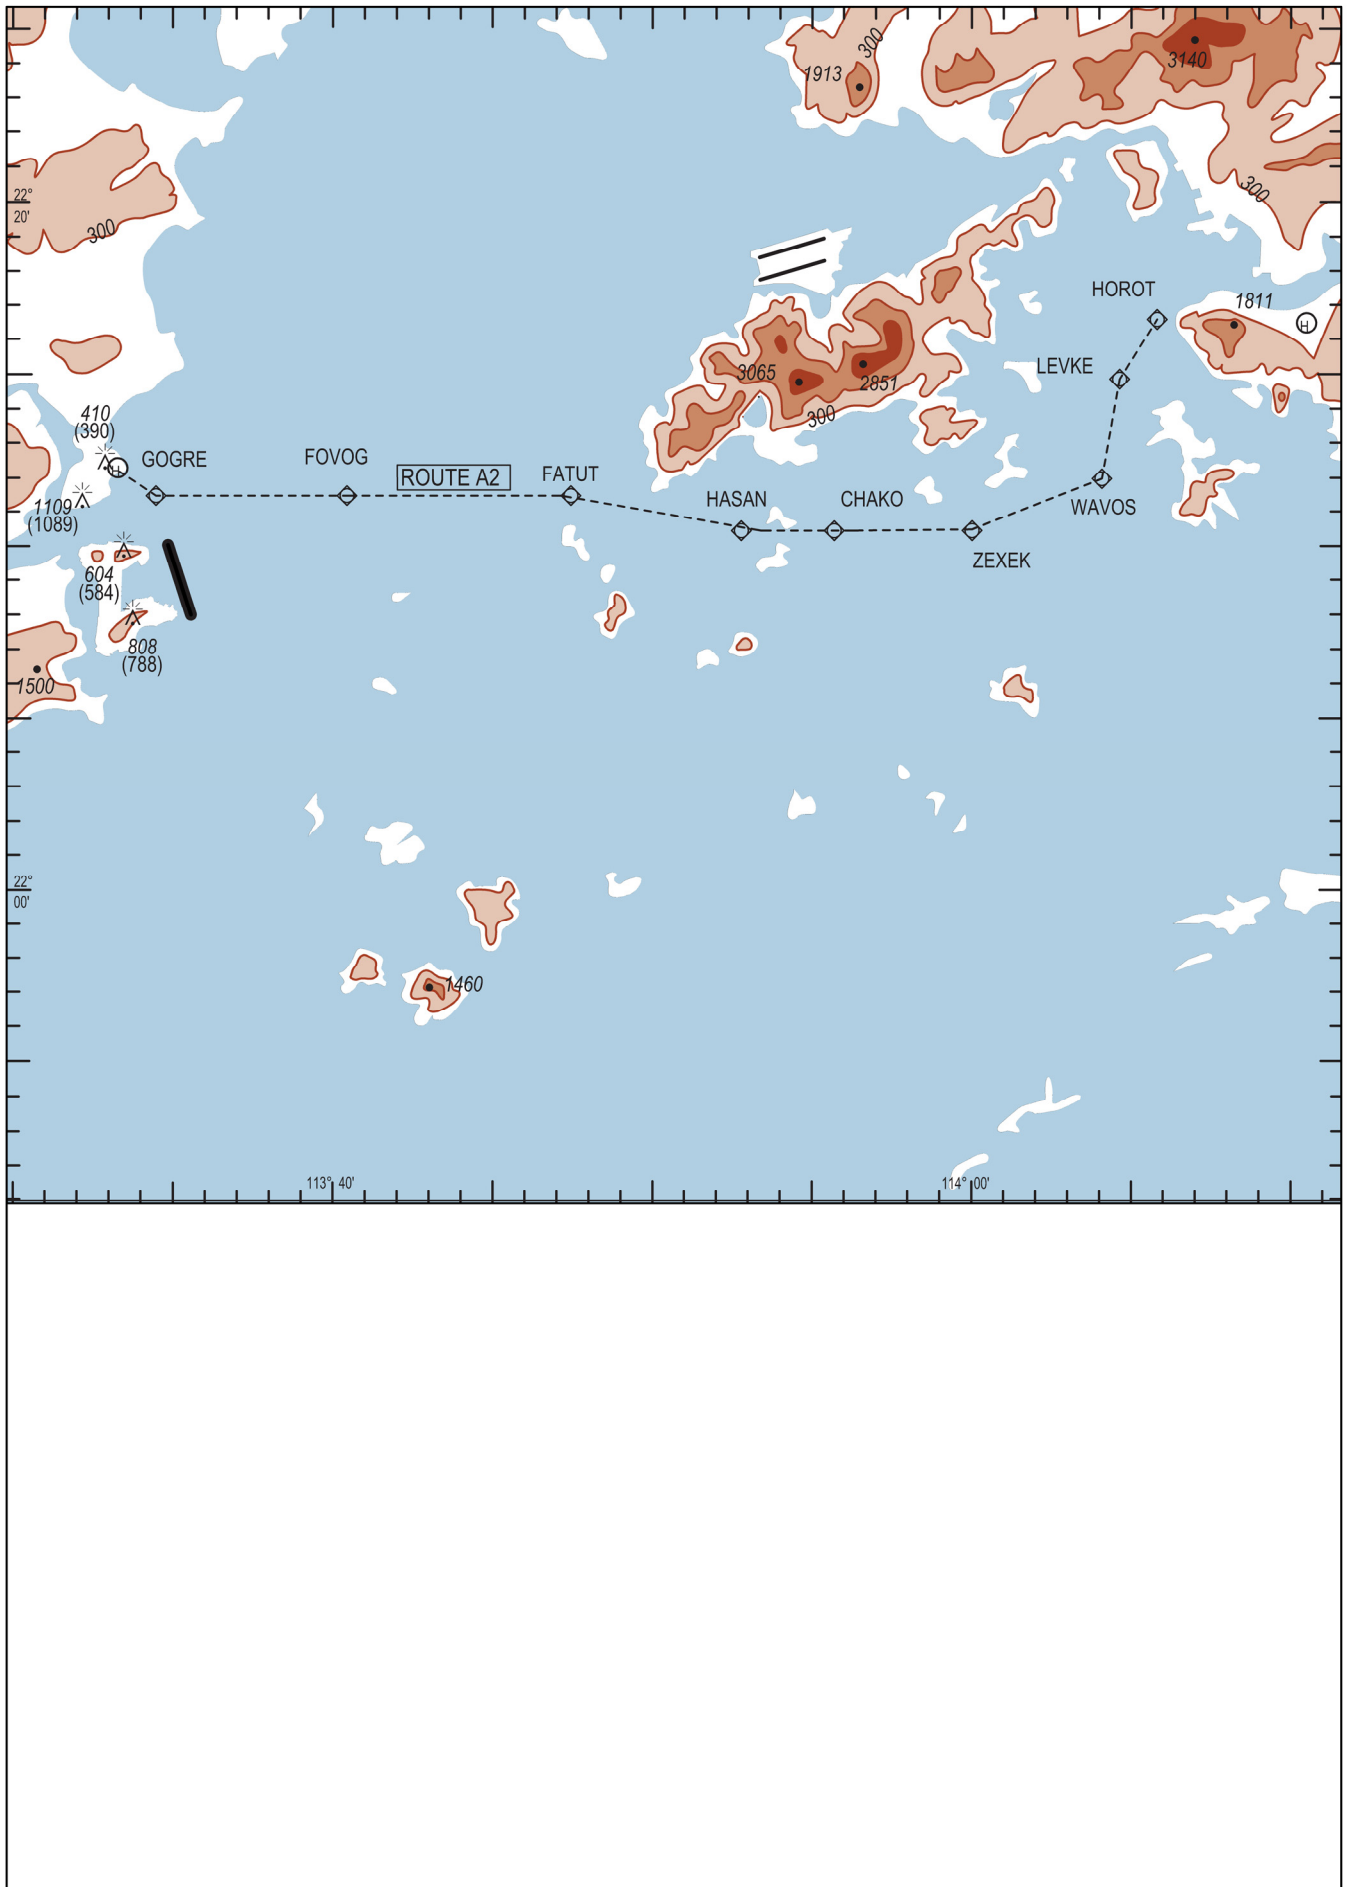 300
1913
3140
22°
20'
300
300
HOROT
1811
H
LEVKE
3065
2851
300
410
(390)
H
GOGRE
FOVOG
ROUTE A2
FATUT
HASAN
CHAKO
WAVOS
1109
(1089)
ZEXEK
604
(584)
808
(788)
1500
22°
00'
1460
113° 40'
114° 00'